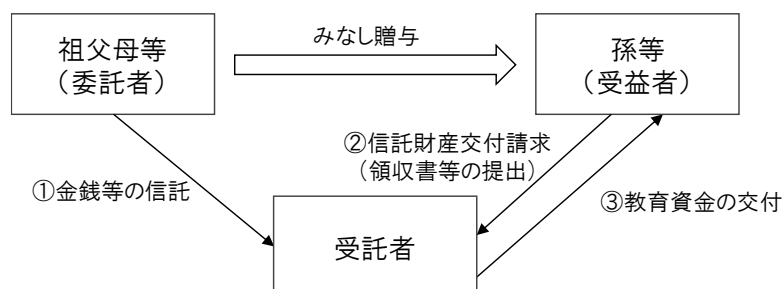 祖父母等
（委託者）
みなし贈与
孫等
（受益者）
①金銭等の信託
②信託財産交付請求
（領収書等の提出）
③教育資金の交付
受託者